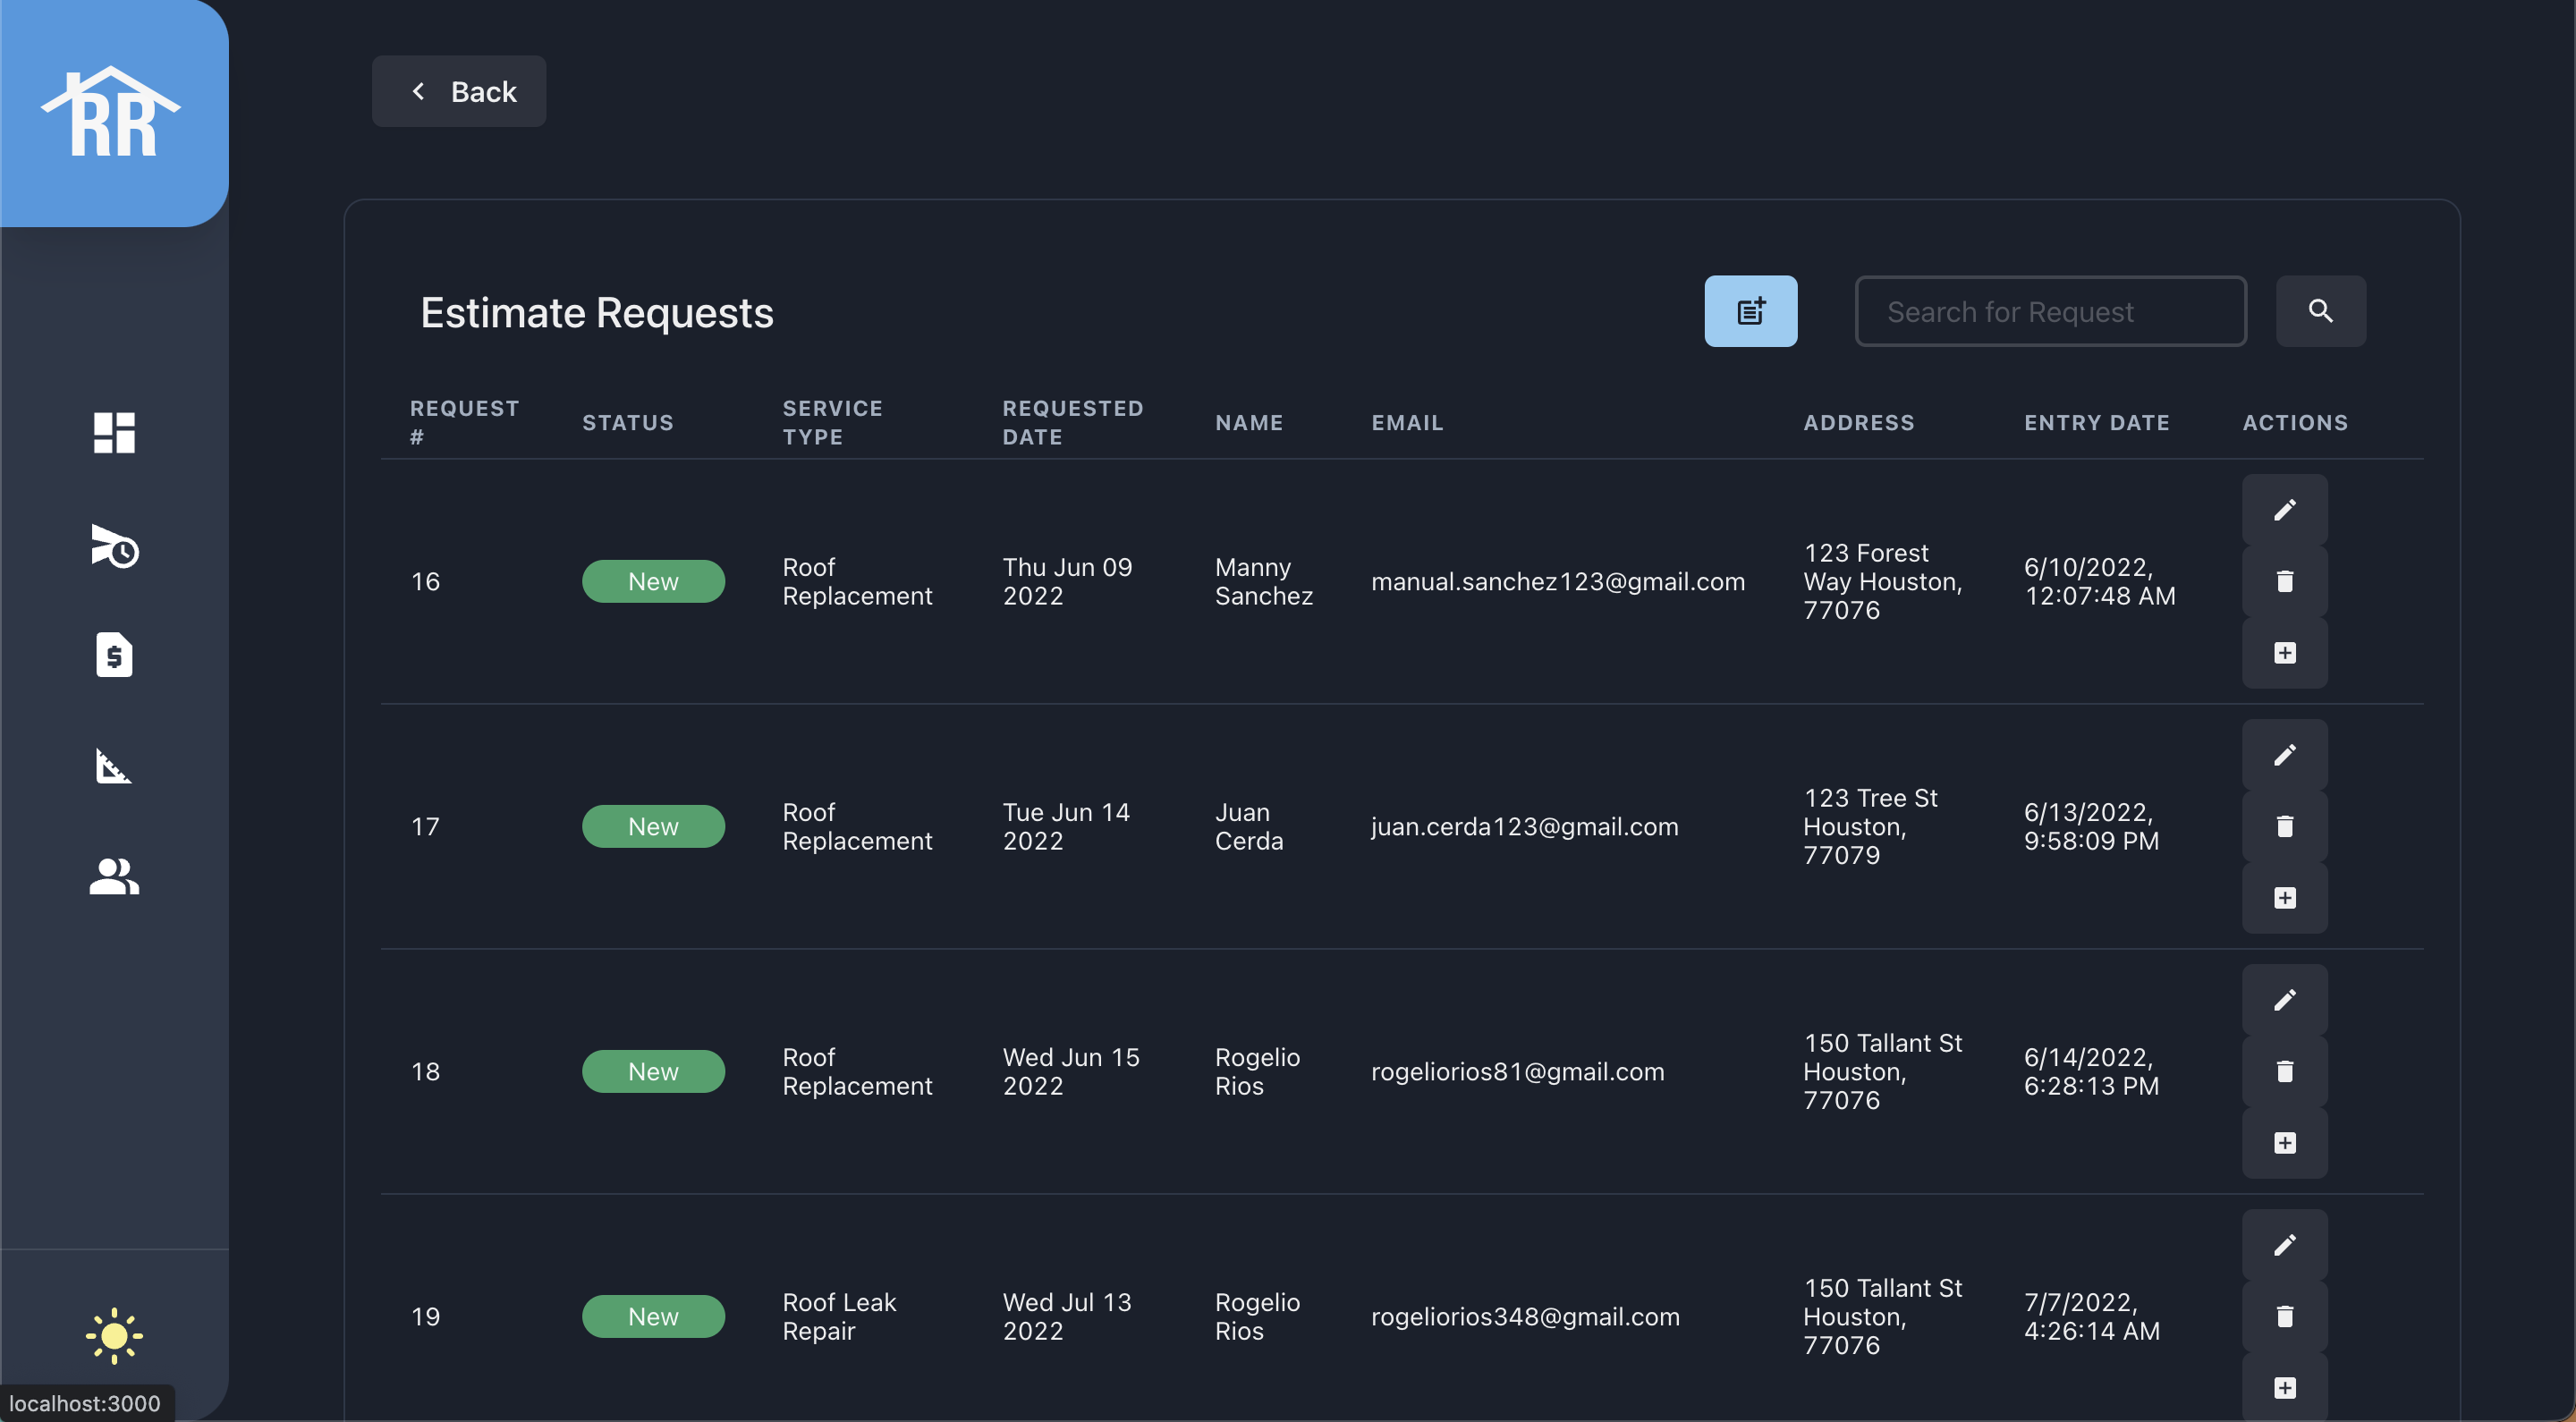 RR
Back
Estimate Requests
Search for Request
REQUEST
#
STATUS
SERVICE
TYPE
REQUESTED
DATE
NAME
EMAIL
ADDRESS
ENTRY DATE
ACTIONS
16
New
Roof
Replacement
Thu Jun 09
2022
Manny
Sanchez
manual.sanchez123@gmail.com
123 Forest
Way Houston,
77076
6/10/2022,
12:07:48 AM
17
New
Roof
Replacement
Tue Jun 14
2022
Juan
Cerda
juan.cerda123@gmail.com
123 Tree St
Houston,
77079
6/13/2022,
9:58:09 PM
18
New
Roof
Replacement
Wed Jun 15
2022
Rogelio
Rios
rogeliorios81@gmail.com
150 Tallant St
Houston,
77076
6/14/2022,
6:28:13 PM
19
New
Roof Leak
Repair
Wed Jul 13
2022
Rogelio
Rios
rogeliorios348@gmail.com
150 Tallant St
Houston,
77076
7/7/2022,
4:26:14 AM
localhost:3000